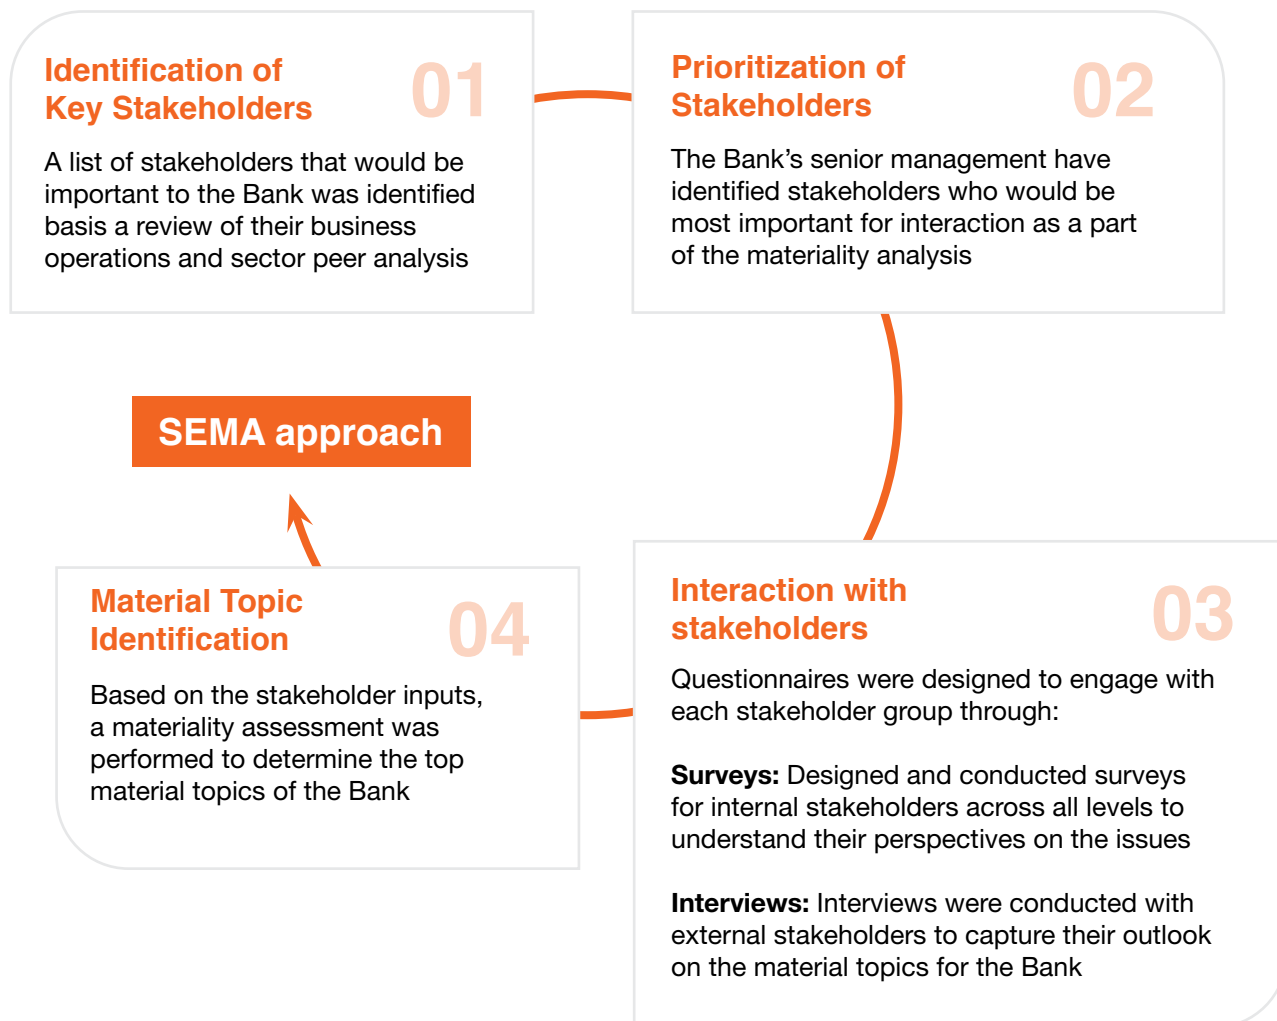 Identification of
Key Stakeholders
01
A list of stakeholders that would be
important to the Bank was identified
basis a review of their business
operations and sector peer analysis
Prioritization of
Stakeholders
02
The Bank’s senior management have
identified stakeholders who would be
most important for interaction as a part
of the materiality analysis
SEMA approach
Interaction with
stakeholders
03
Questionnaires were designed to engage with
each stakeholder group through:
Surveys: Designed and conducted surveys
for internal stakeholders across all levels to
understand their perspectives on the issues
Interviews: Interviews were conducted with
external stakeholders to capture their outlook
on the material topics for the Bank
Material Topic
Identification
04
Based on the stakeholder inputs,
a materiality assessment was
performed to determine the top
material topics of the Bank